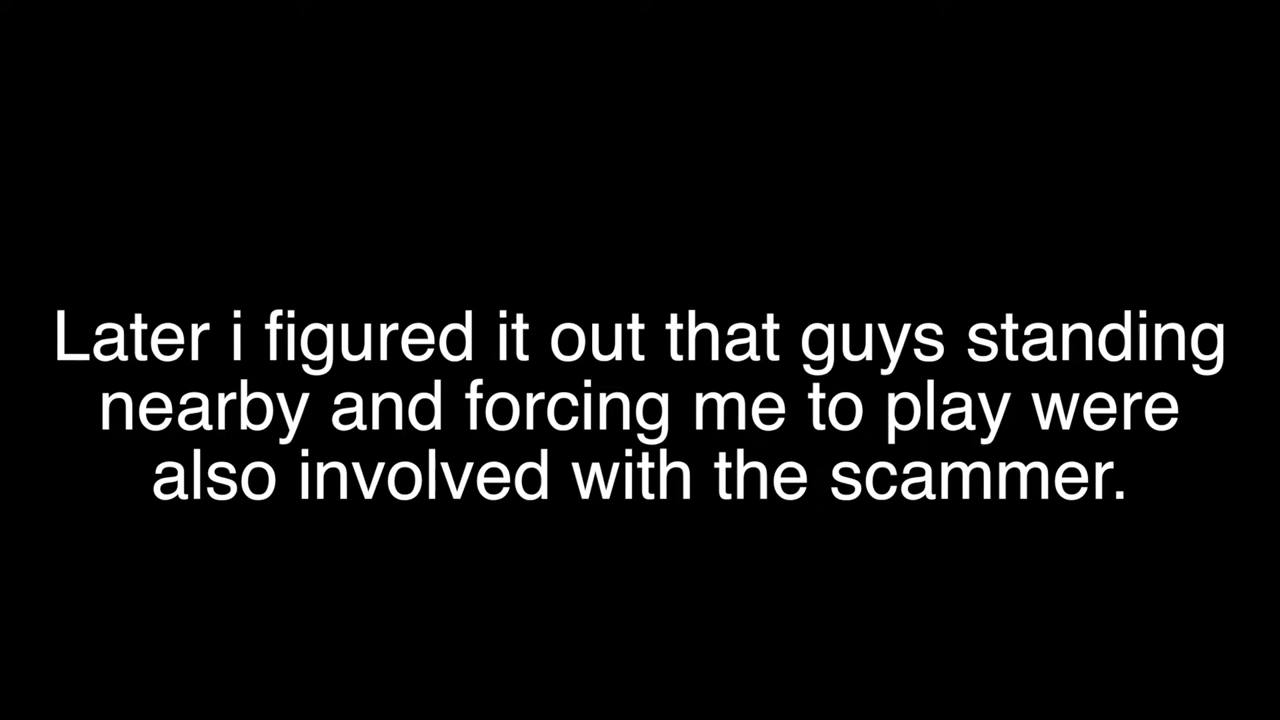 Later i figured it out that guys standing
nearby and forcing me to play were
also involved with the scammer.